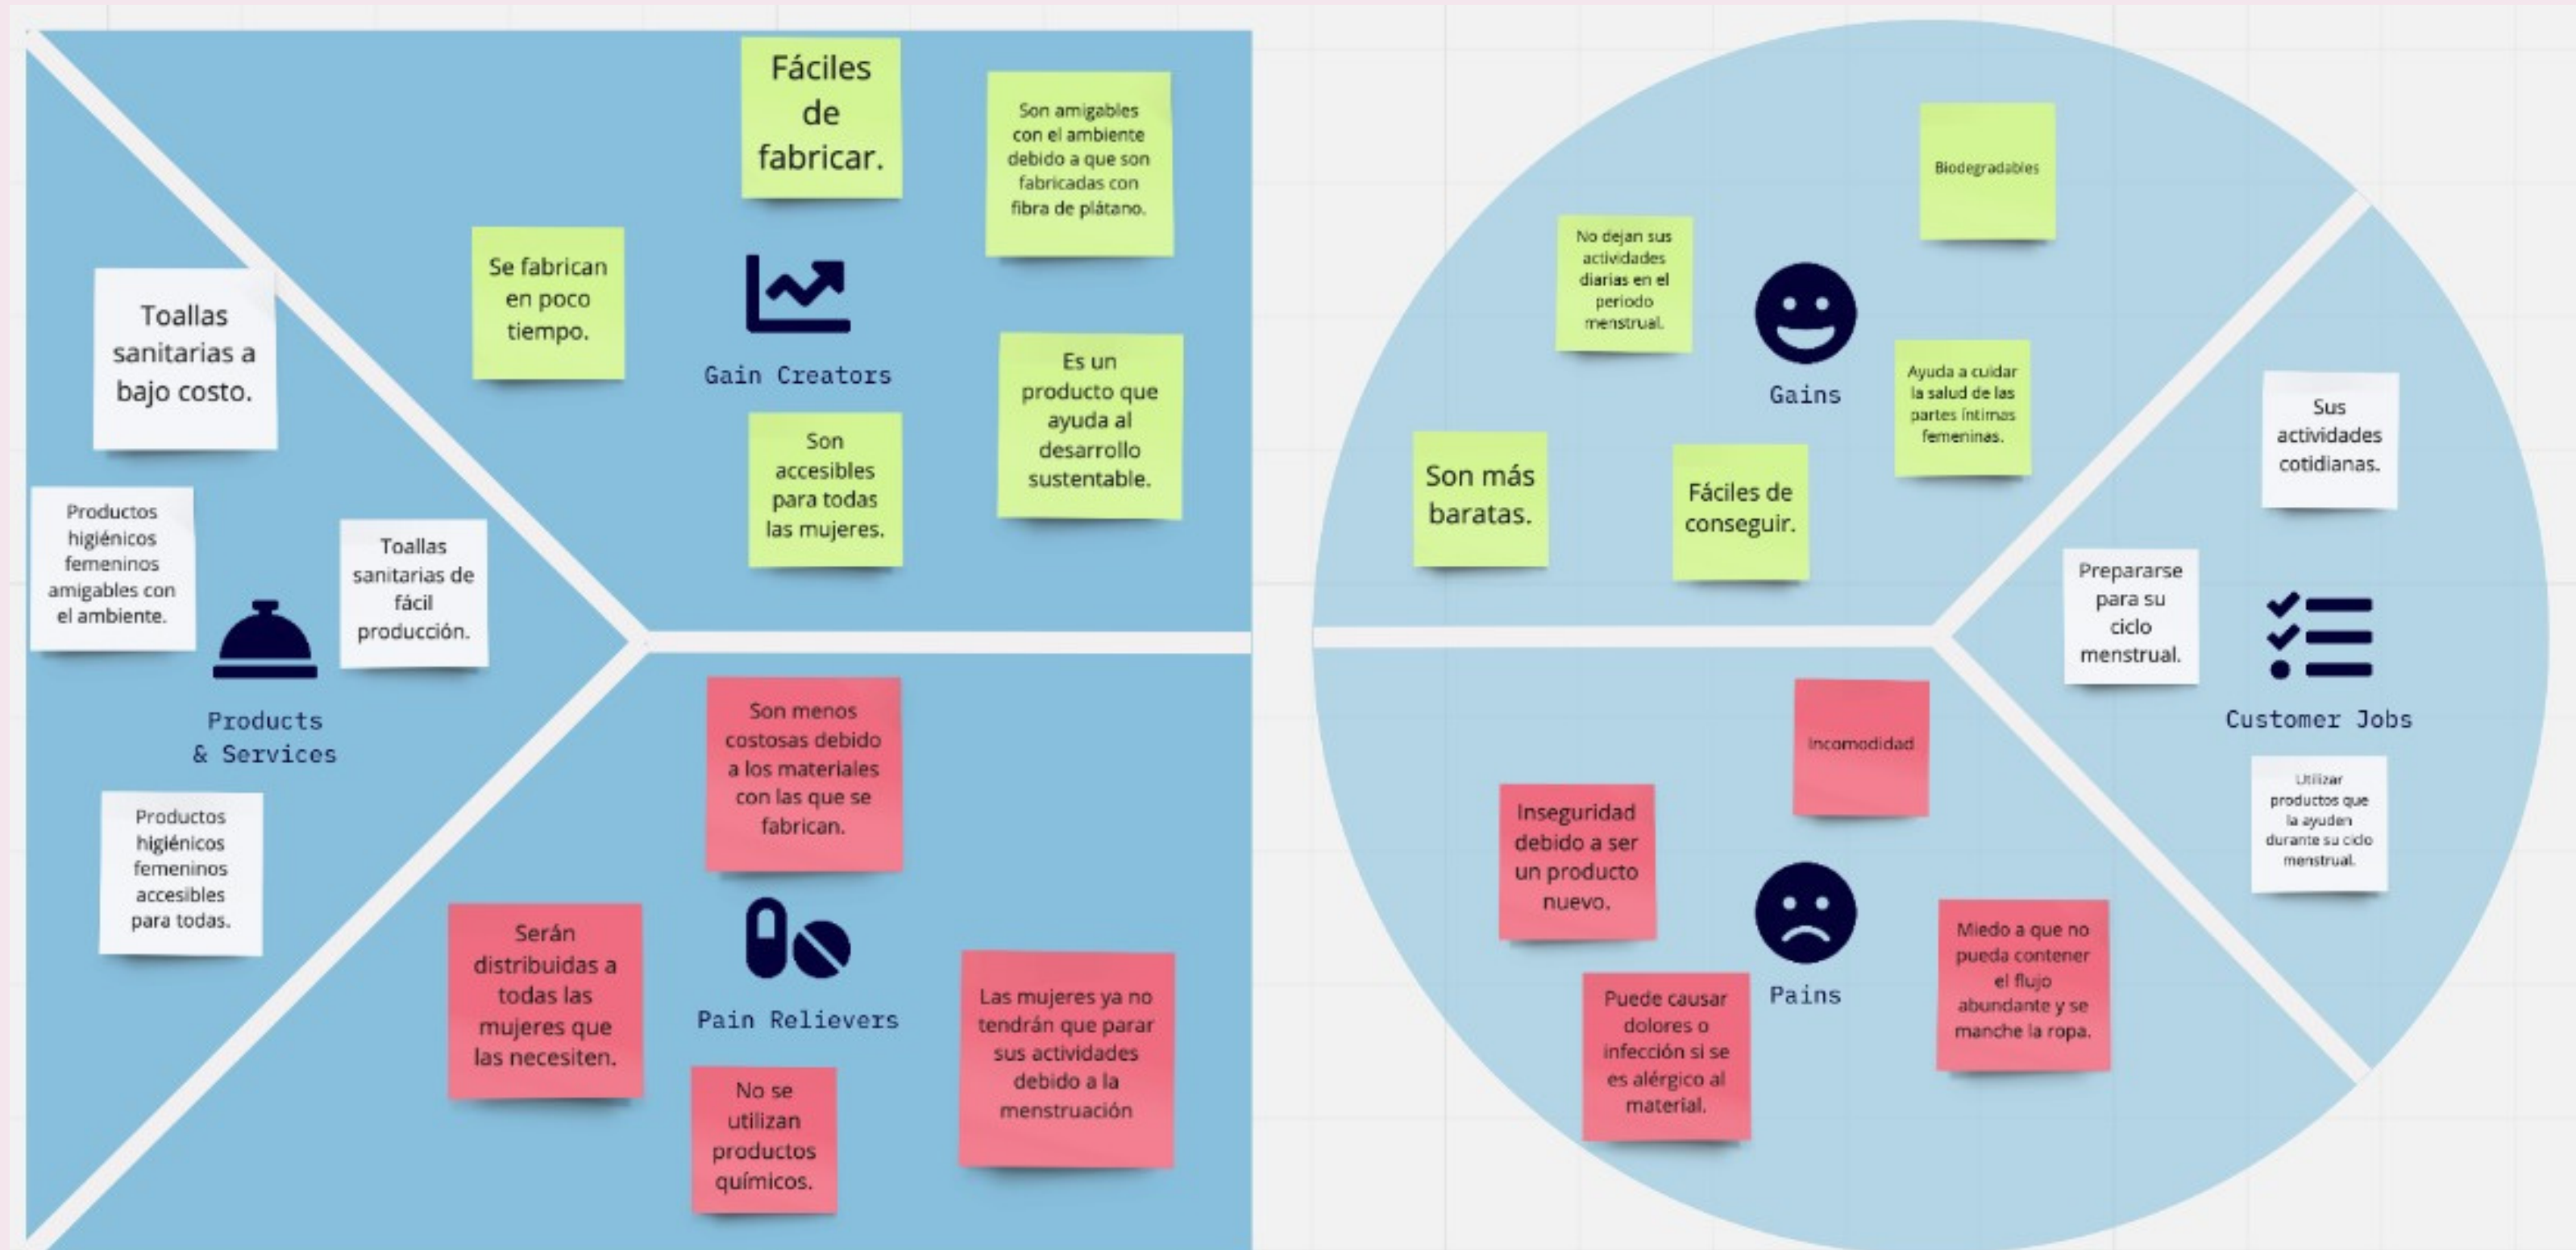 Fáciles
de
fabricar.
Son amigables
con el ambiente
debido a que son
fabricadas con
fibra de plátano.
Se fabrican
en poco
tiempo.
Gain Creators
Es un
producto que
ayuda al
desarrollo
sustentable.
Son
accesibles
para todas
las mujeres.
Toallas
sanitarias a
bajo costo.
Productos
higiénicos
femeninos
amigables con
el ambiente.
Toallas
sanitarias de
fácil
producción.
Products
& Services
Productos
higiénicos
femeninos
accesibles
para todas.
Son menos
costosas debido
a los materiales
con las que se
fabrican.
Serán
distribuidas a
todas las
mujeres que
las necesiten.
Pain Relievers
No se
utilizan
productos
químicos.
Las mujeres ya no
tendrán que parar
sus actividades
debido a la
menstruación
Biodegradables
No dejan sus
actividades
diarias en el
periodo
menstrual.
Gains
Ayuda a cuidar
la salud de las
partes íntimas
femeninas.
Son más
baratas.
Fáciles de
conseguir.
Sus
actividades
cotidianas.
Prepararse
para su
ciclo
menstrual.
Customer Jobs
Utilizar
productos que
la ayuden
durante su ciclo
menstrual.
Incomodidad
Inseguridad
debido a ser
un producto
nuevo.
Pains
Miedo a que no
pueda contener
el flujo
abundante y se
manche la ropa.
Puede causar
dolores o
infección si se
es alérgico al
material.